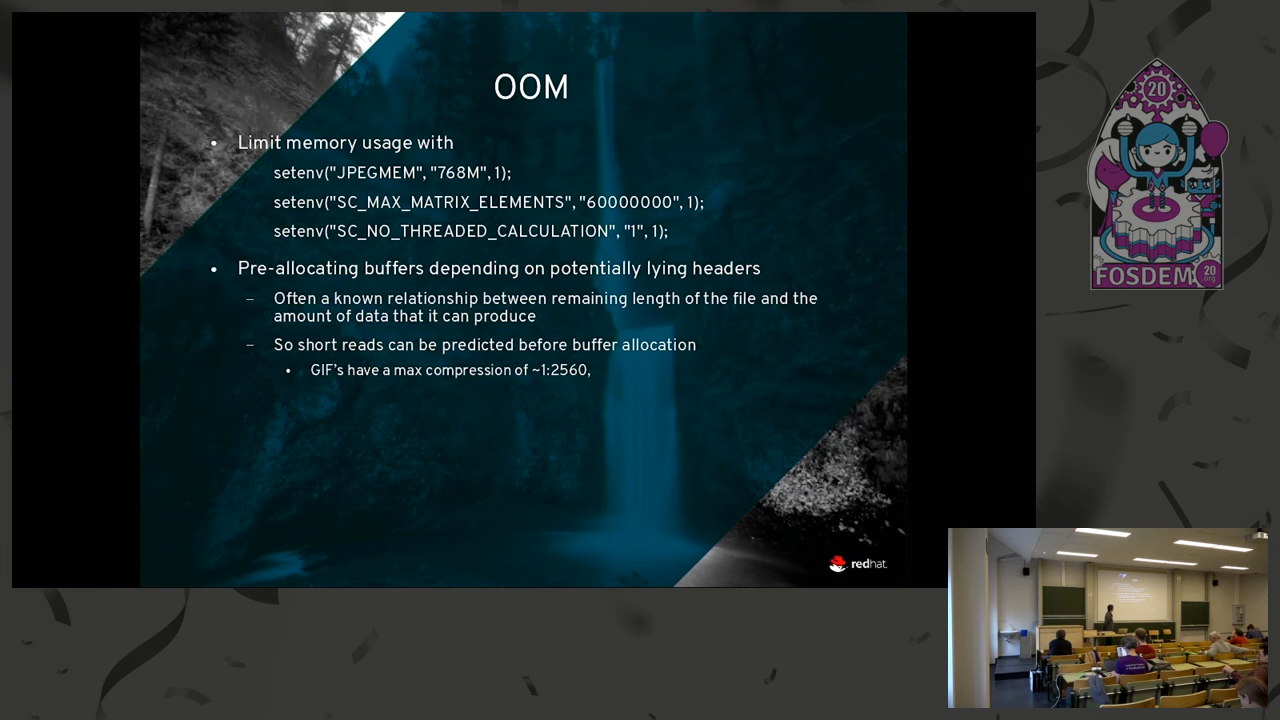 OOM
• Limit memory usage with
setenv("JPEGMEM", "768M", 1);
setenv("SC_MAX_MATRIX_ELEMENTS", "60000000", 1);
setenv("SC_NO_THREADED_CALCULATION", "1", 1);
• Pre-allocating buffers depending on potentially lying headers
– Often a known relationship between remaining length of the file and the
amount of data that it can produce
– So short reads can be predicted before buffer allocation
• GIF's have a max compression of ~1:2560,
redhat.
20
FOSDEM
20
org